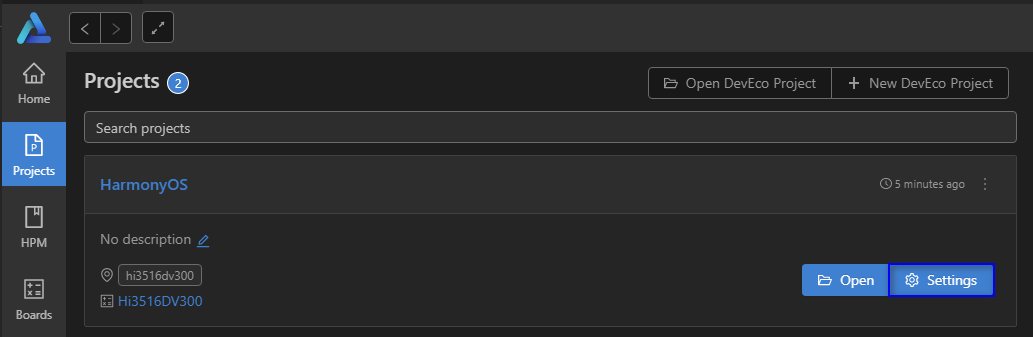 Home
Projects
HPM
Boards
Projects 2
Open DevEco Project
New DevEco Project
Search projects
HarmonyOS
5 minutes ago
No description
hi3516dv300
Hi3516DV300
Open
Settings